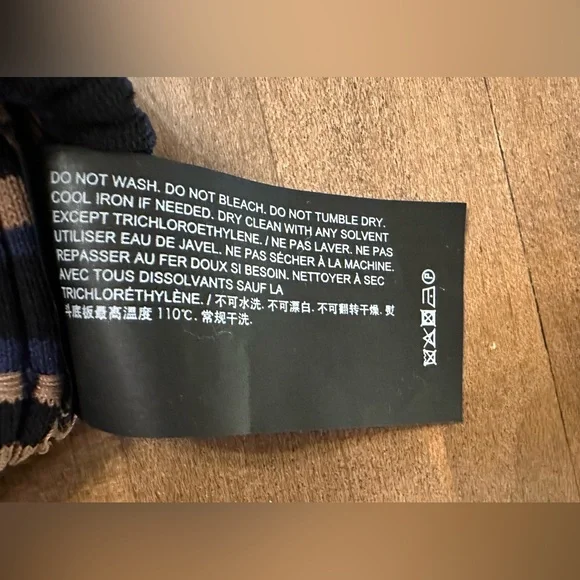 DO NOT WASH. DO NOT BLEACH. DO NOT TUMBLE DRY.
COOL IRON IF NEEDED. DRY CLEAN WITH ANY SOLVENT
EXCEPT TRICHLOROETHYLENE. / NE PAS LAVER. NE PAS
UTILISER EAU DE JAVEL. NE PAS SÉCHER À LA MACHINE.
REPASSER AU FER DOUX SI BESOIN. NETTOYER À SEC
AVEC TOUS DISSOLVANTS SAUF LA
TRICHLORÉTHYLÈNE. / 不可水洗. 不可漂白. 不可翻转干燥. 熨
斗底板最高温度 110℃. 常规干洗.
P